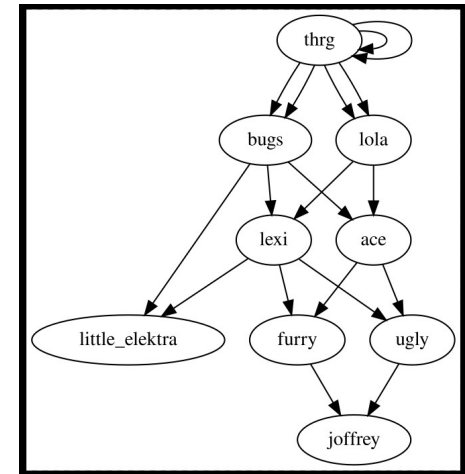 thrg
bugs lola
lexi ace
little_elektra furry ugly
joffrey